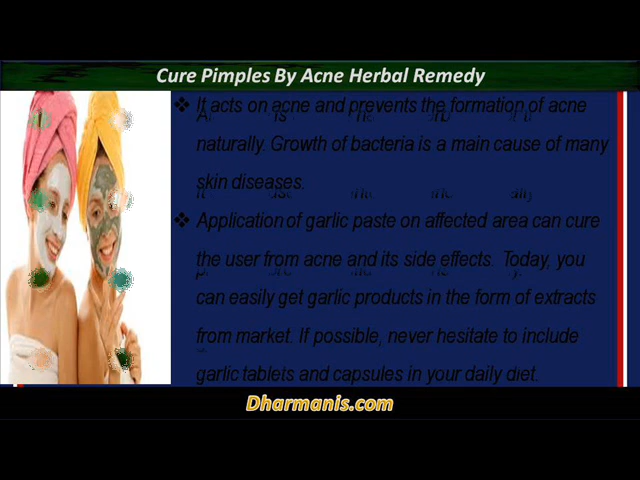 Cure Pimples By Acne Herbal Remedy
❖ It acts on acne and prevents the formation of acne
naturally. Growth of bacteria is a main cause of many
skin diseases.
❖ Application of garlic paste on affected area can cure
the user from acne and its side effects. Today, you
can easily get garlic products in the form of extracts
from market. If possible, never hesitate to include
garlic tablets and capsules in your daily diet.
Dharmanis.com